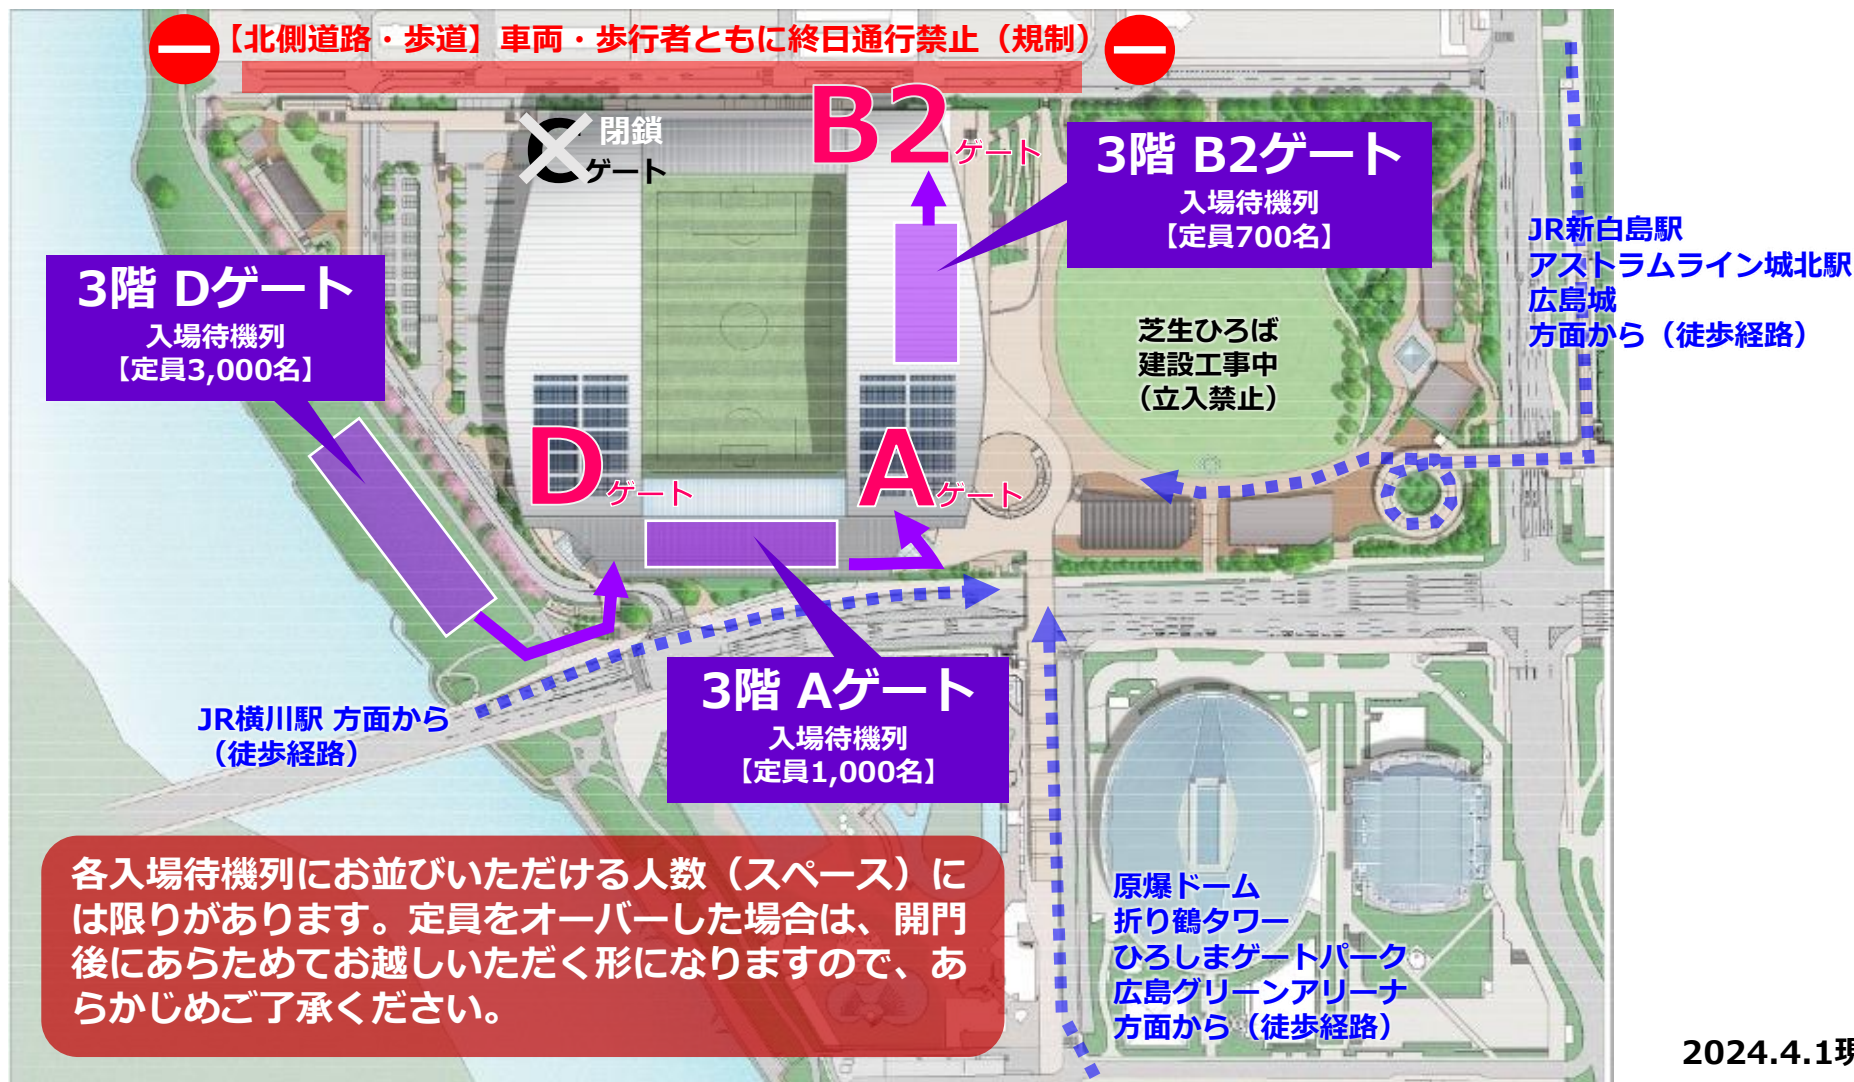 【北側道路・歩道】車両・歩行者ともに終日通行禁止（規制）
C
閉鎖
ゲート
B2
ゲート
3階 B2ゲート
入場待機列
【定員700名】
JR新白島駅
アストラムライン城北駅
広島城
方面から（徒歩経路）
3階 Dゲート
入場待機列
【定員3,000名】
芝生ひろば
建設工事中
（立入禁止）
D
ゲート
A
ゲート
JR横川駅 方面から
（徒歩経路）
3階 Aゲート
入場待機列
【定員1,000名】
各入場待機列にお並びいただける人数（スペース）に
は限りがあります。定員をオーバーした場合は、開門
後にあらためてお越しいただく形になりますので、あ
らかじめご了承ください。
原爆ドーム
折り鶴タワー
ひろしまゲートパーク
広島グリーンアリーナ
方面から（徒歩経路）
2024.4.1現